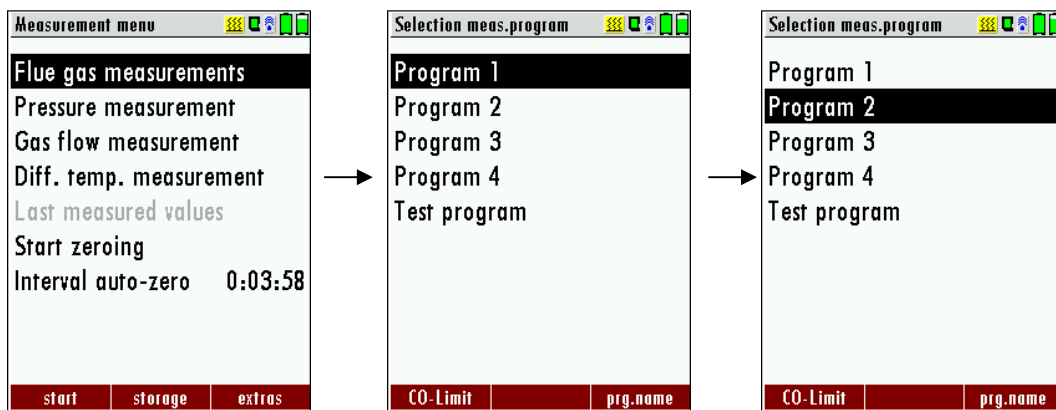 Measurement menu
Flue gas measurements
Pressure measurement
Gas flow measurement
Diff. temp. measurement
Last measured values
Start zeroing
Interval auto-zero 0:03:58
start storage extras
Selection meas.program
Program 1
Program 2
Program 3
Program 4
Test program
CO-Limit prg.name
Selection meas.program
Program 1
Program 2
Program 3
Program 4
Test program
CO-Limit prg.name